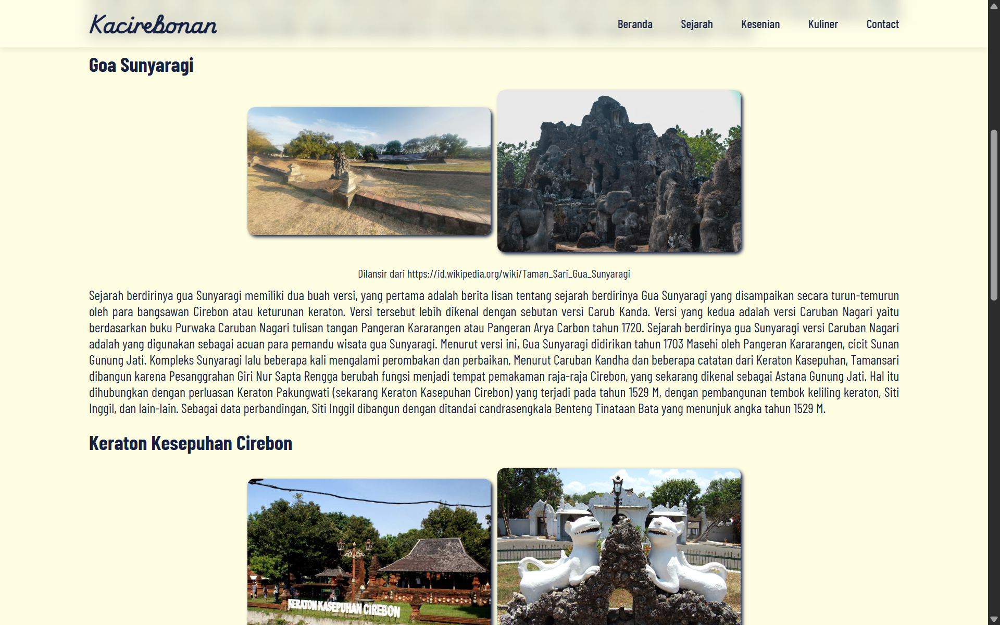 Kacirebonan
Beranda
Sejarah
Kesenian
Kuliner
Contact
Goa Sunyaragi
Dilansir dari https://id.wikipedia.org/wiki/Taman_Sari_Gua_Sunyaragi
Sejarah berdirinya gua Sunyaragi memiliki dua buah versi, yang pertama adalah berita lisan tentang sejarah berdirinya Gua Sunyaragi yang disampaikan secara turun-temurun
oleh para bangsawan Cirebon atau keturunan keraton. Versi tersebut lebih dikenal dengan sebutan versi Carub Kanda. Versi yang kedua adalah versi Caruban Nagari yaitu
berdasarkan buku Purwaka Caruban Nagari tulisan tangan Pangeran Kararangen atau Pangeran Arya Carbon tahun 1720. Sejarah berdirinya gua Sunyaragi versi Caruban Nagari
adalah yang digunakan sebagai acuan para pemandu wisata gua Sunyaragi. Menurut versi ini, Gua Sunyaragi didirikan tahun 1703 Masehi oleh Pangeran Kararangen, cicit Sunan
Gunung Jati. Kompleks Sunyaragi lalu beberapa kali mengalami perombakan dan perbaikan. Menurut Caruban Kandha dan beberapa catatan dari Keraton Kasepuhan, Tamansari
dibangun karena Pesanggrahan Giri Nur Sapta Rengga berubah fungsi menjadi tempat pemakaman raja-raja Cirebon, yang sekarang dikenal sebagai Astana Gunung Jati. Hal itu
dihubungkan dengan perluasan Keraton Pakungwati (sekarang Keraton Kasepuhan Cirebon) yang terjadi pada tahun 1529 M, dengan pembangunan tembok keliling keraton, Siti
Inggil, dan lain-lain. Sebagai data perbandingan, Siti Inggil dibangun dengan ditandai candrasengkala Benteng Tinataan Bata yang menunjuk angka tahun 1529 M.
Keraton Kesepuhan Cirebon
KERATON KASEPUHAN CIREBON